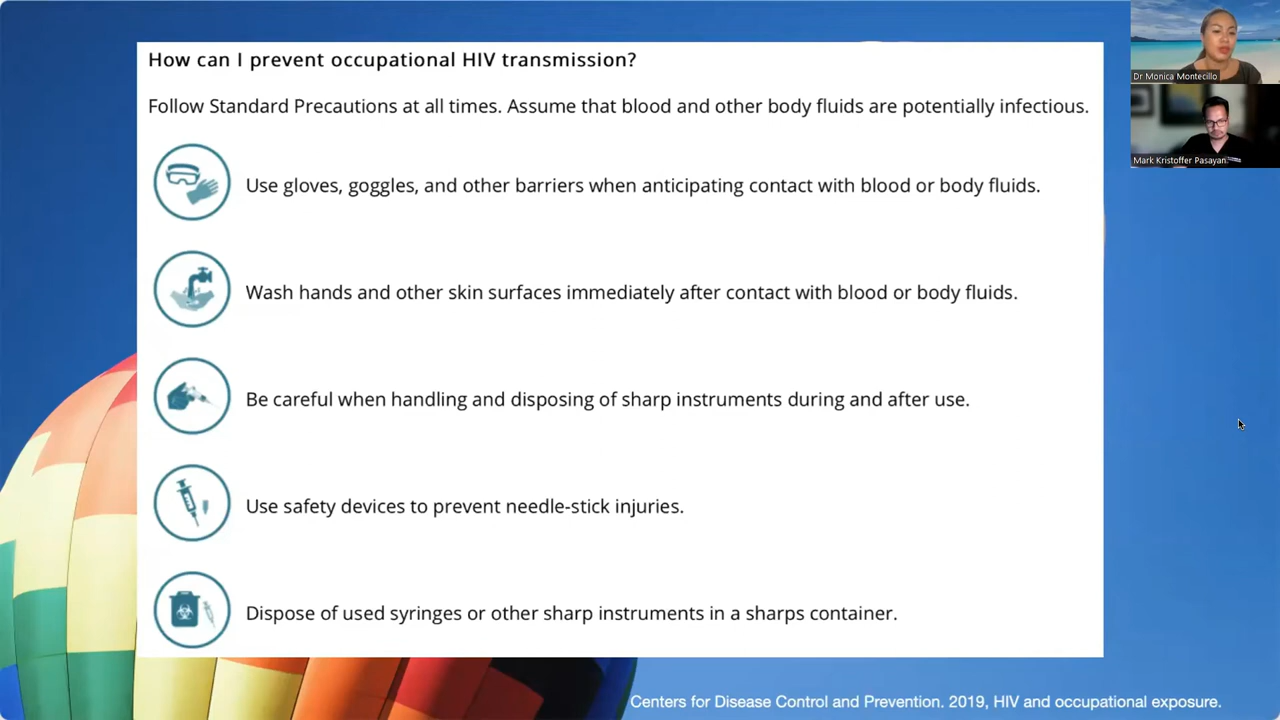 How can I prevent occupational HIV transmission?
Follow Standard Precautions at all times. Assume that blood and other body fluids are potentially infectious.
Use gloves, goggles, and other barriers when anticipating contact with blood or body fluids.
Wash hands and other skin surfaces immediately after contact with blood or body fluids.
Be careful when handling and disposing of sharp instruments during and after use.
Use safety devices to prevent needle-stick injuries.
Dispose of used syringes or other sharp instruments in a sharps container.
Centers for Disease Control and Prevention. 2019, HIV and occupational exposure.
Dr Monica Montecillo
Mark Kristoffer Pasayan